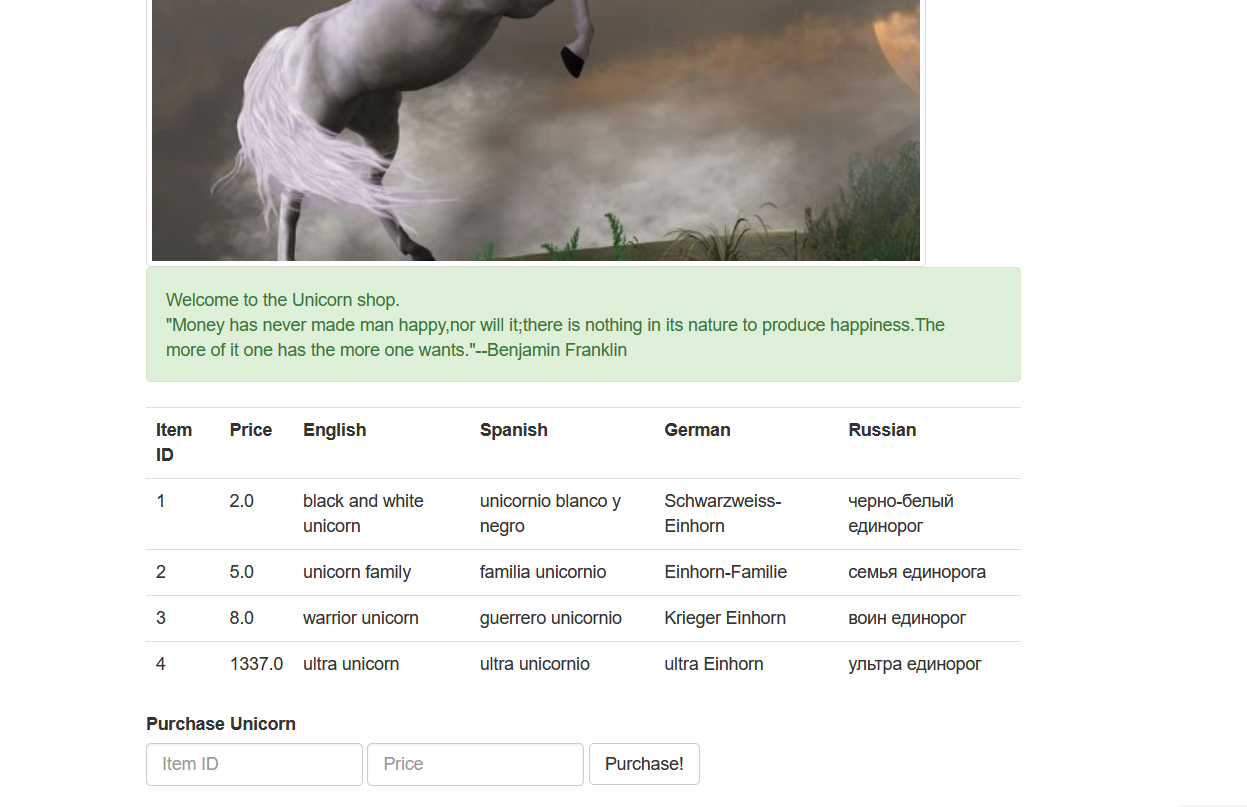 Welcome to the Unicorn shop.
"Money has never made man happy,nor will it;there is nothing in its nature to produce happiness.The
more of it one has the more one wants."--Benjamin Franklin
Item ID Price English Spanish German Russian
1 2.0 black and white unicorn unicornio blanco y negro Schwarzweiss-Einhorn черно-белый единорог
2 5.0 unicorn family familia unicornio Einhorn-Familie семья единорога
3 8.0 warrior unicorn guerrero unicornio Krieger Einhorn воин единорог
4 1337.0 ultra unicorn ultra unicornio ultra Einhorn ультра единорог
Purchase Unicorn
Item ID Price Purchase!